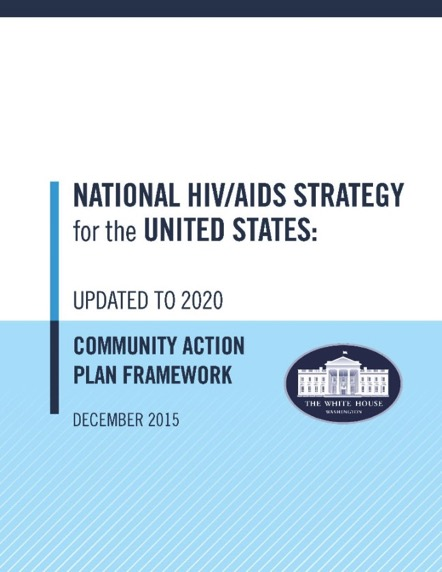 NATIONAL HIV/AIDS STRATEGY
for the UNITED STATES:
UPDATED TO 2020
COMMUNITY ACTION
PLAN FRAMEWORK
DECEMBER 2015
THE WHITE HOUSE
WASHINGTON